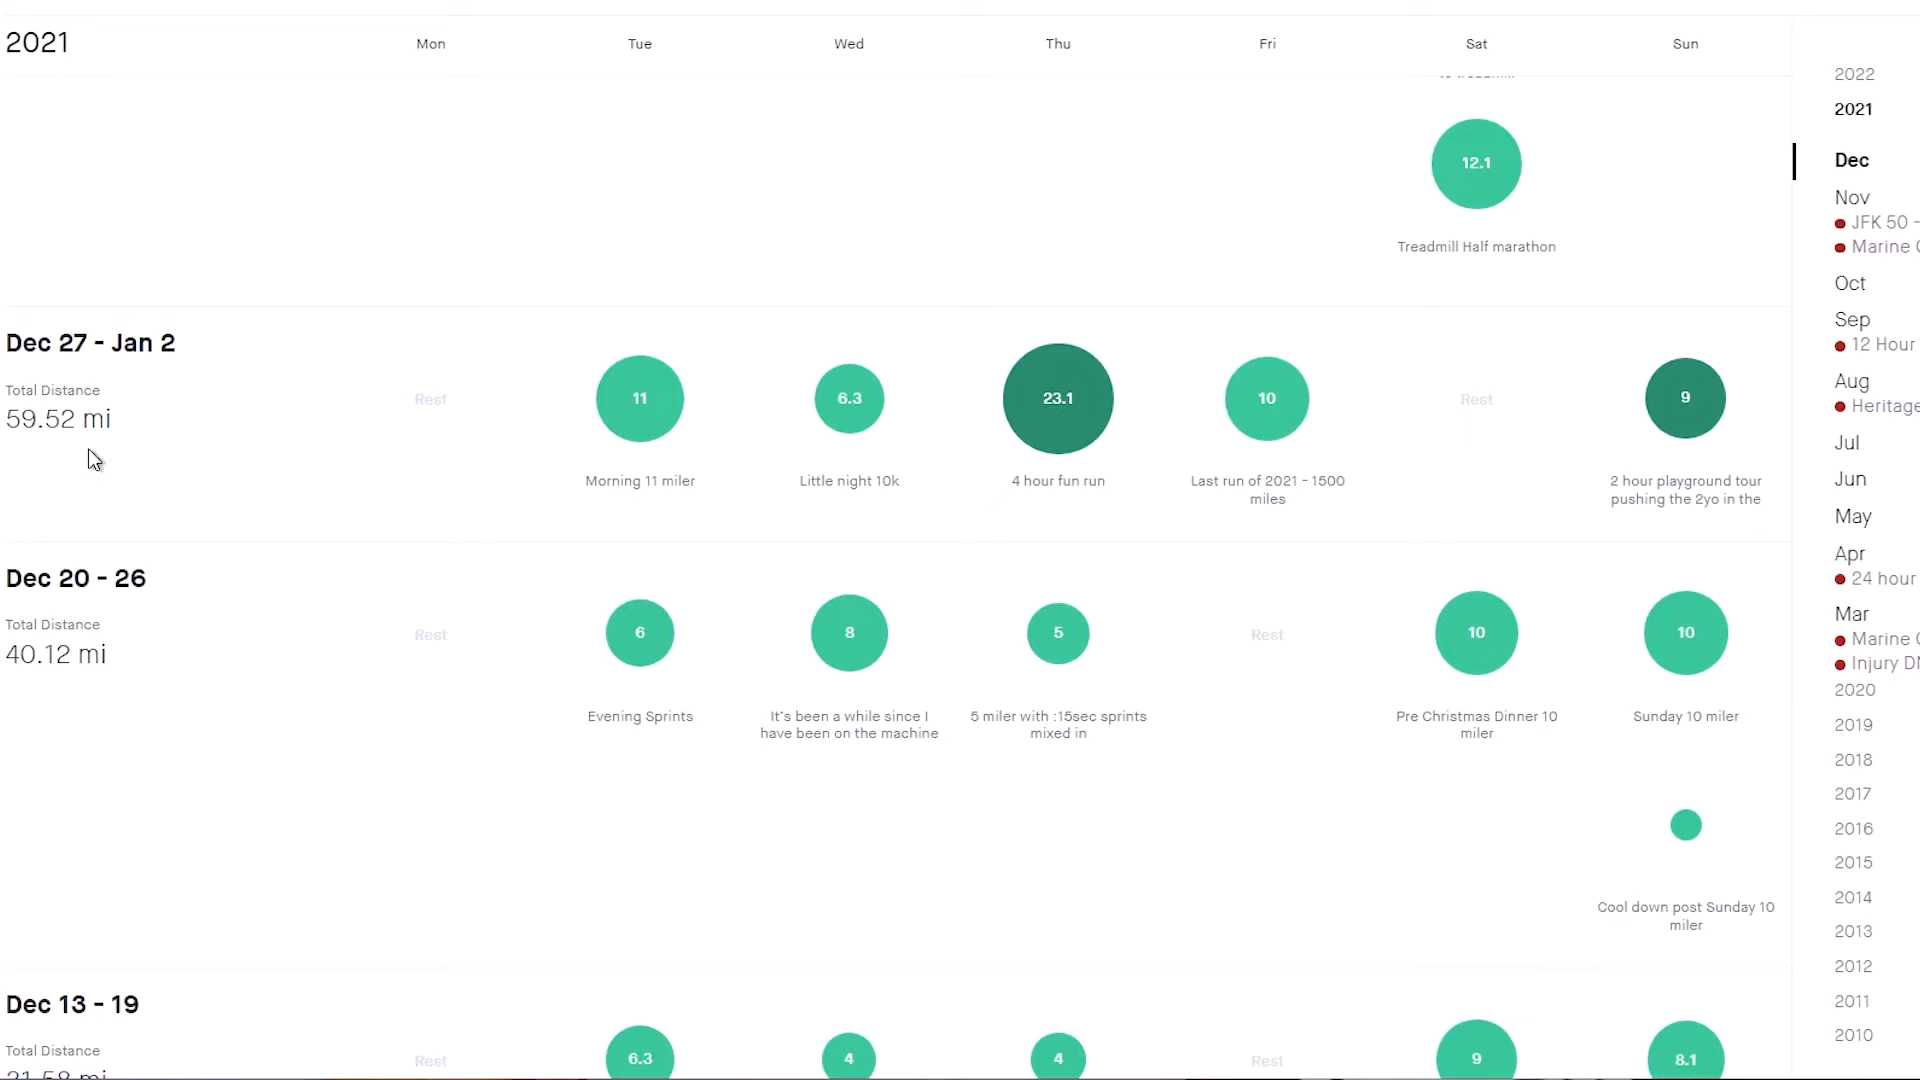 2021
Mon
Tue
Wed
Thu
Fri
Sat
Sun
12.1
Treadmill Half marathon
Dec 27 - Jan 2
Total Distance
59.52 mi
Rest
11
Morning 11 miler
6.3
Little night 10k
23.1
4 hour fun run
10
Last run of 2021 - 1500
miles
Rest
9
2 hour playground tour
pushing the 2yo in the
Dec 20 - 26
Total Distance
40.12 mi
Rest
6
Evening Sprints
8
It's been a while since I
have been on the machine
5
5 miler with :15sec sprints
mixed in
Rest
10
Pre Christmas Dinner 10
miler
10
Sunday 10 miler
Cool down post Sunday 10
miler
Dec 13 - 19
Total Distance
Rest
6.3
4
4
Rest
9
8.1
2022
2021
Dec
Nov
JFK 50 -
Marine
Oct
Sep
12 Hour
Aug
Heritage
Jul
Jun
May
Apr
24 hour
Mar
Marine
Injury
2020
2019
2018
2017
2016
2015
2014
2013
2012
2011
2010